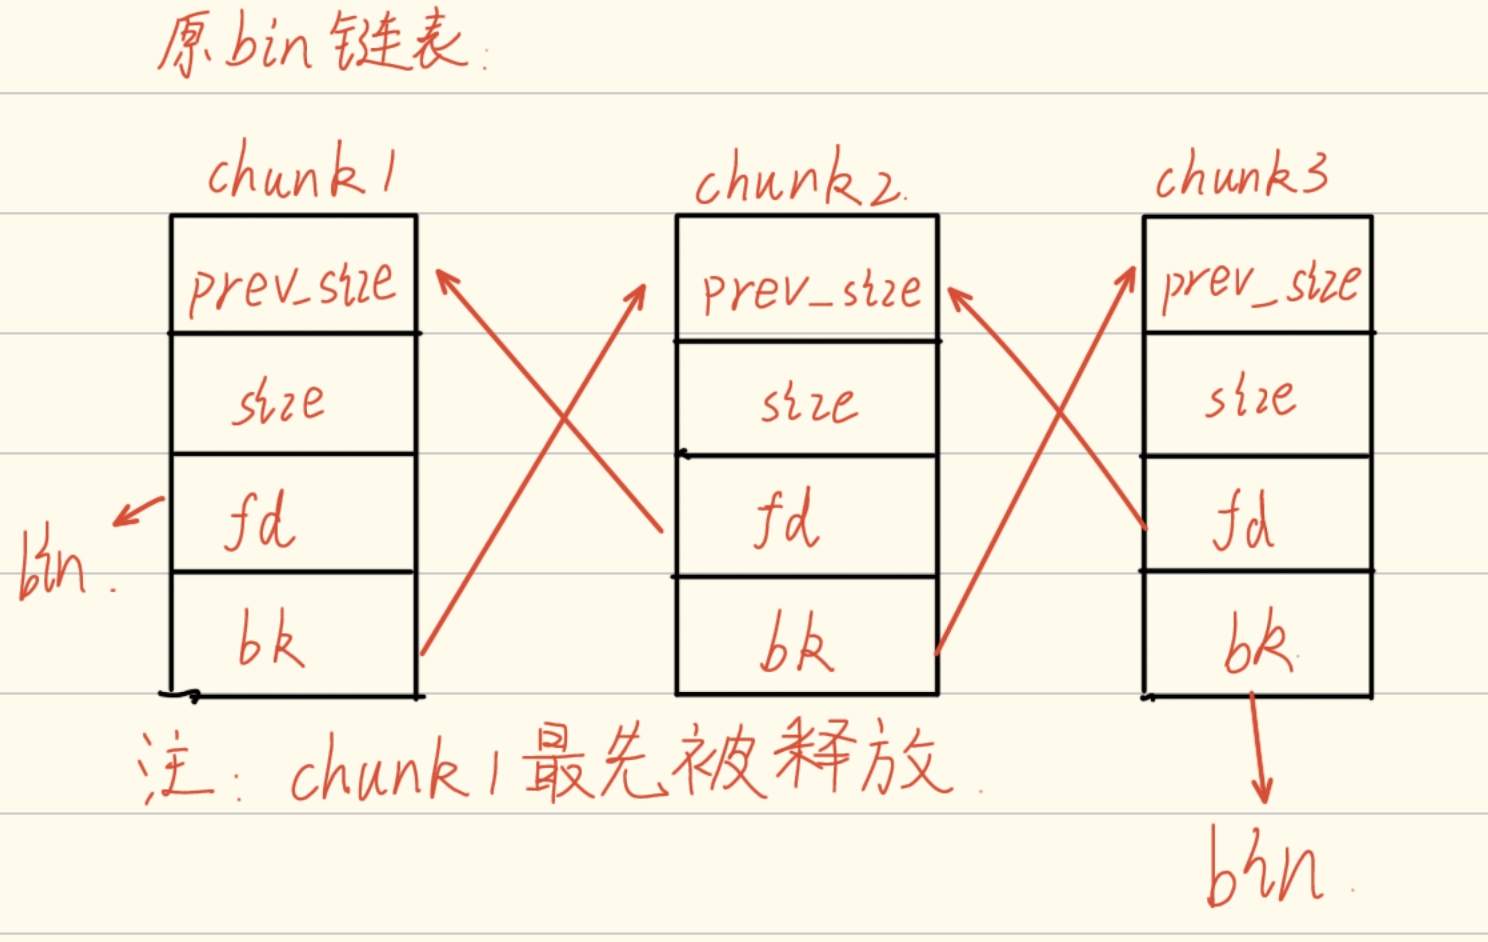 原bin链表:
chunk1 chunk2. chunk3
prev_size prev_size prev_size
size size size
fd fd fd
bin.
bk bk bk.
注: chunk1最先被释放.
bin.